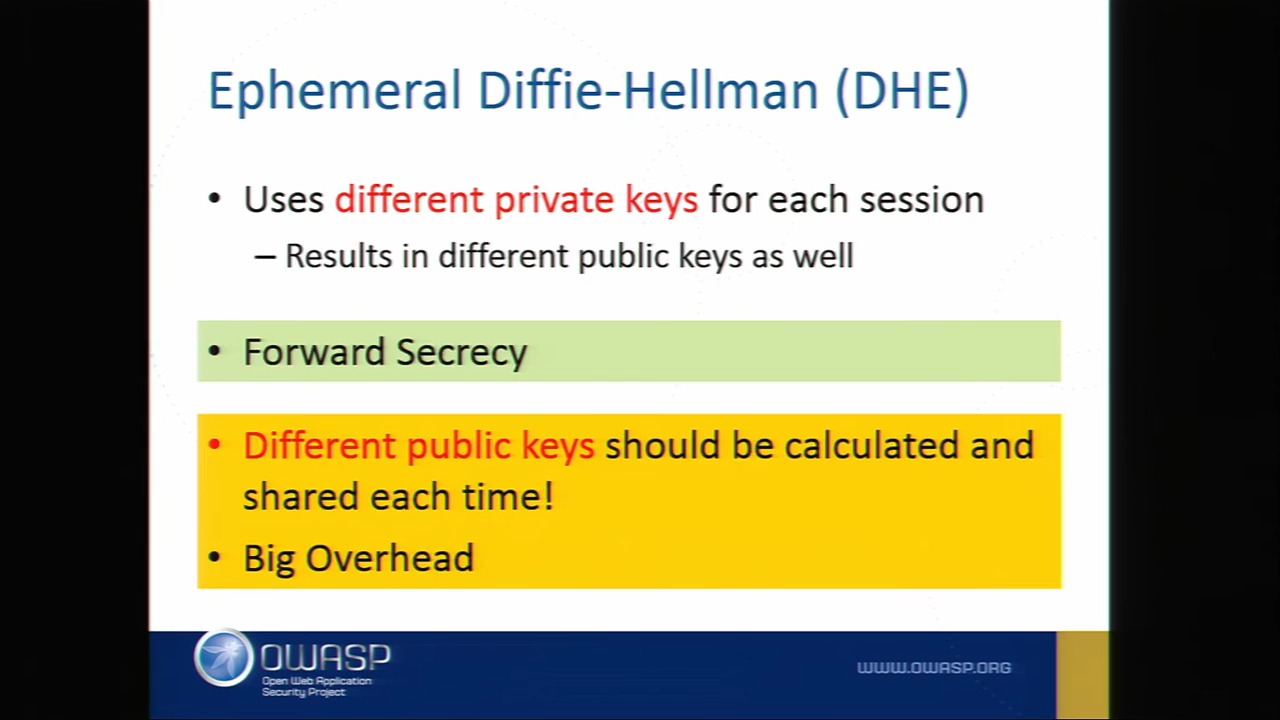 Ephemeral Diffie-Hellman (DHE)
• Uses different private keys for each session
– Results in different public keys as well
• Forward Secrecy
• Different public keys should be calculated and
shared each time!
• Big Overhead
OWASP
Open Web Application
Security Project
WWW.OWASP.ORG